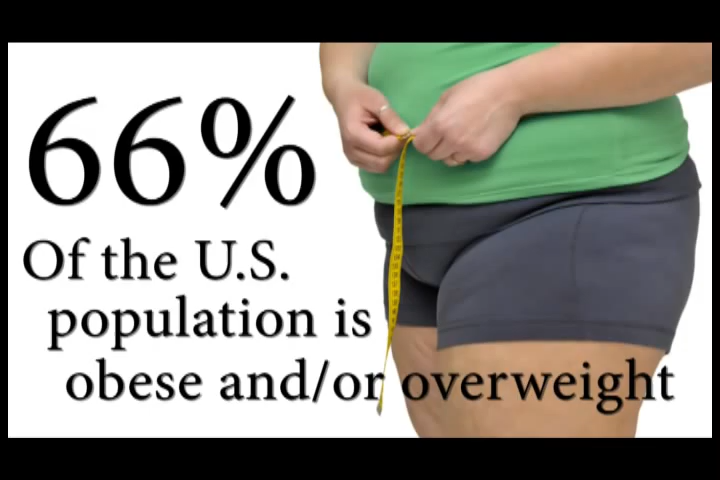 66%
Of the U.S.
population is
obese and/or overweight